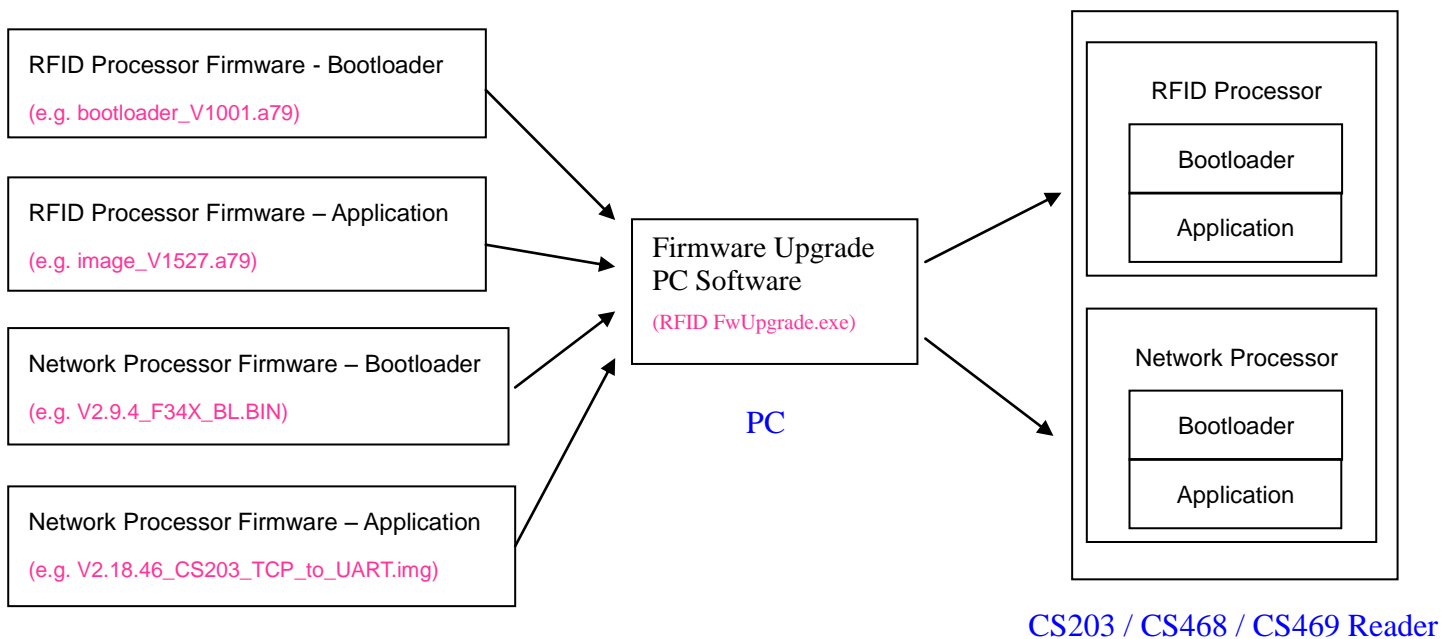 RFID Processor Firmware - Bootloader
(e.g. bootloader_V1001.a79)
RFID Processor Firmware – Application
(e.g. image_V1527.a79)
Network Processor Firmware – Bootloader
(e.g. V2.9.4_F34X_BL.BIN)
Network Processor Firmware – Application
(e.g. V2.18.46_CS203_TCP_to_UART.img)
Firmware Upgrade
PC Software
(RFID FwUpgrade.exe)
PC
RFID Processor
Bootloader
Application
Network Processor
Bootloader
Application
CS203 / CS468 / CS469 Reader